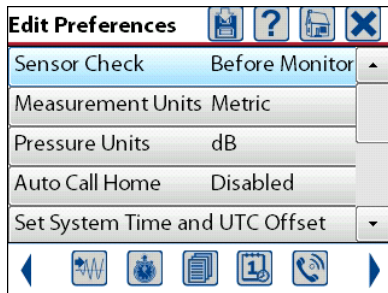 Edit Preferences ?
Sensor Check Before Monitor
Measurement Units Metric
Pressure Units dB
Auto Call Home Disabled
Set System Time and UTC Offset
1